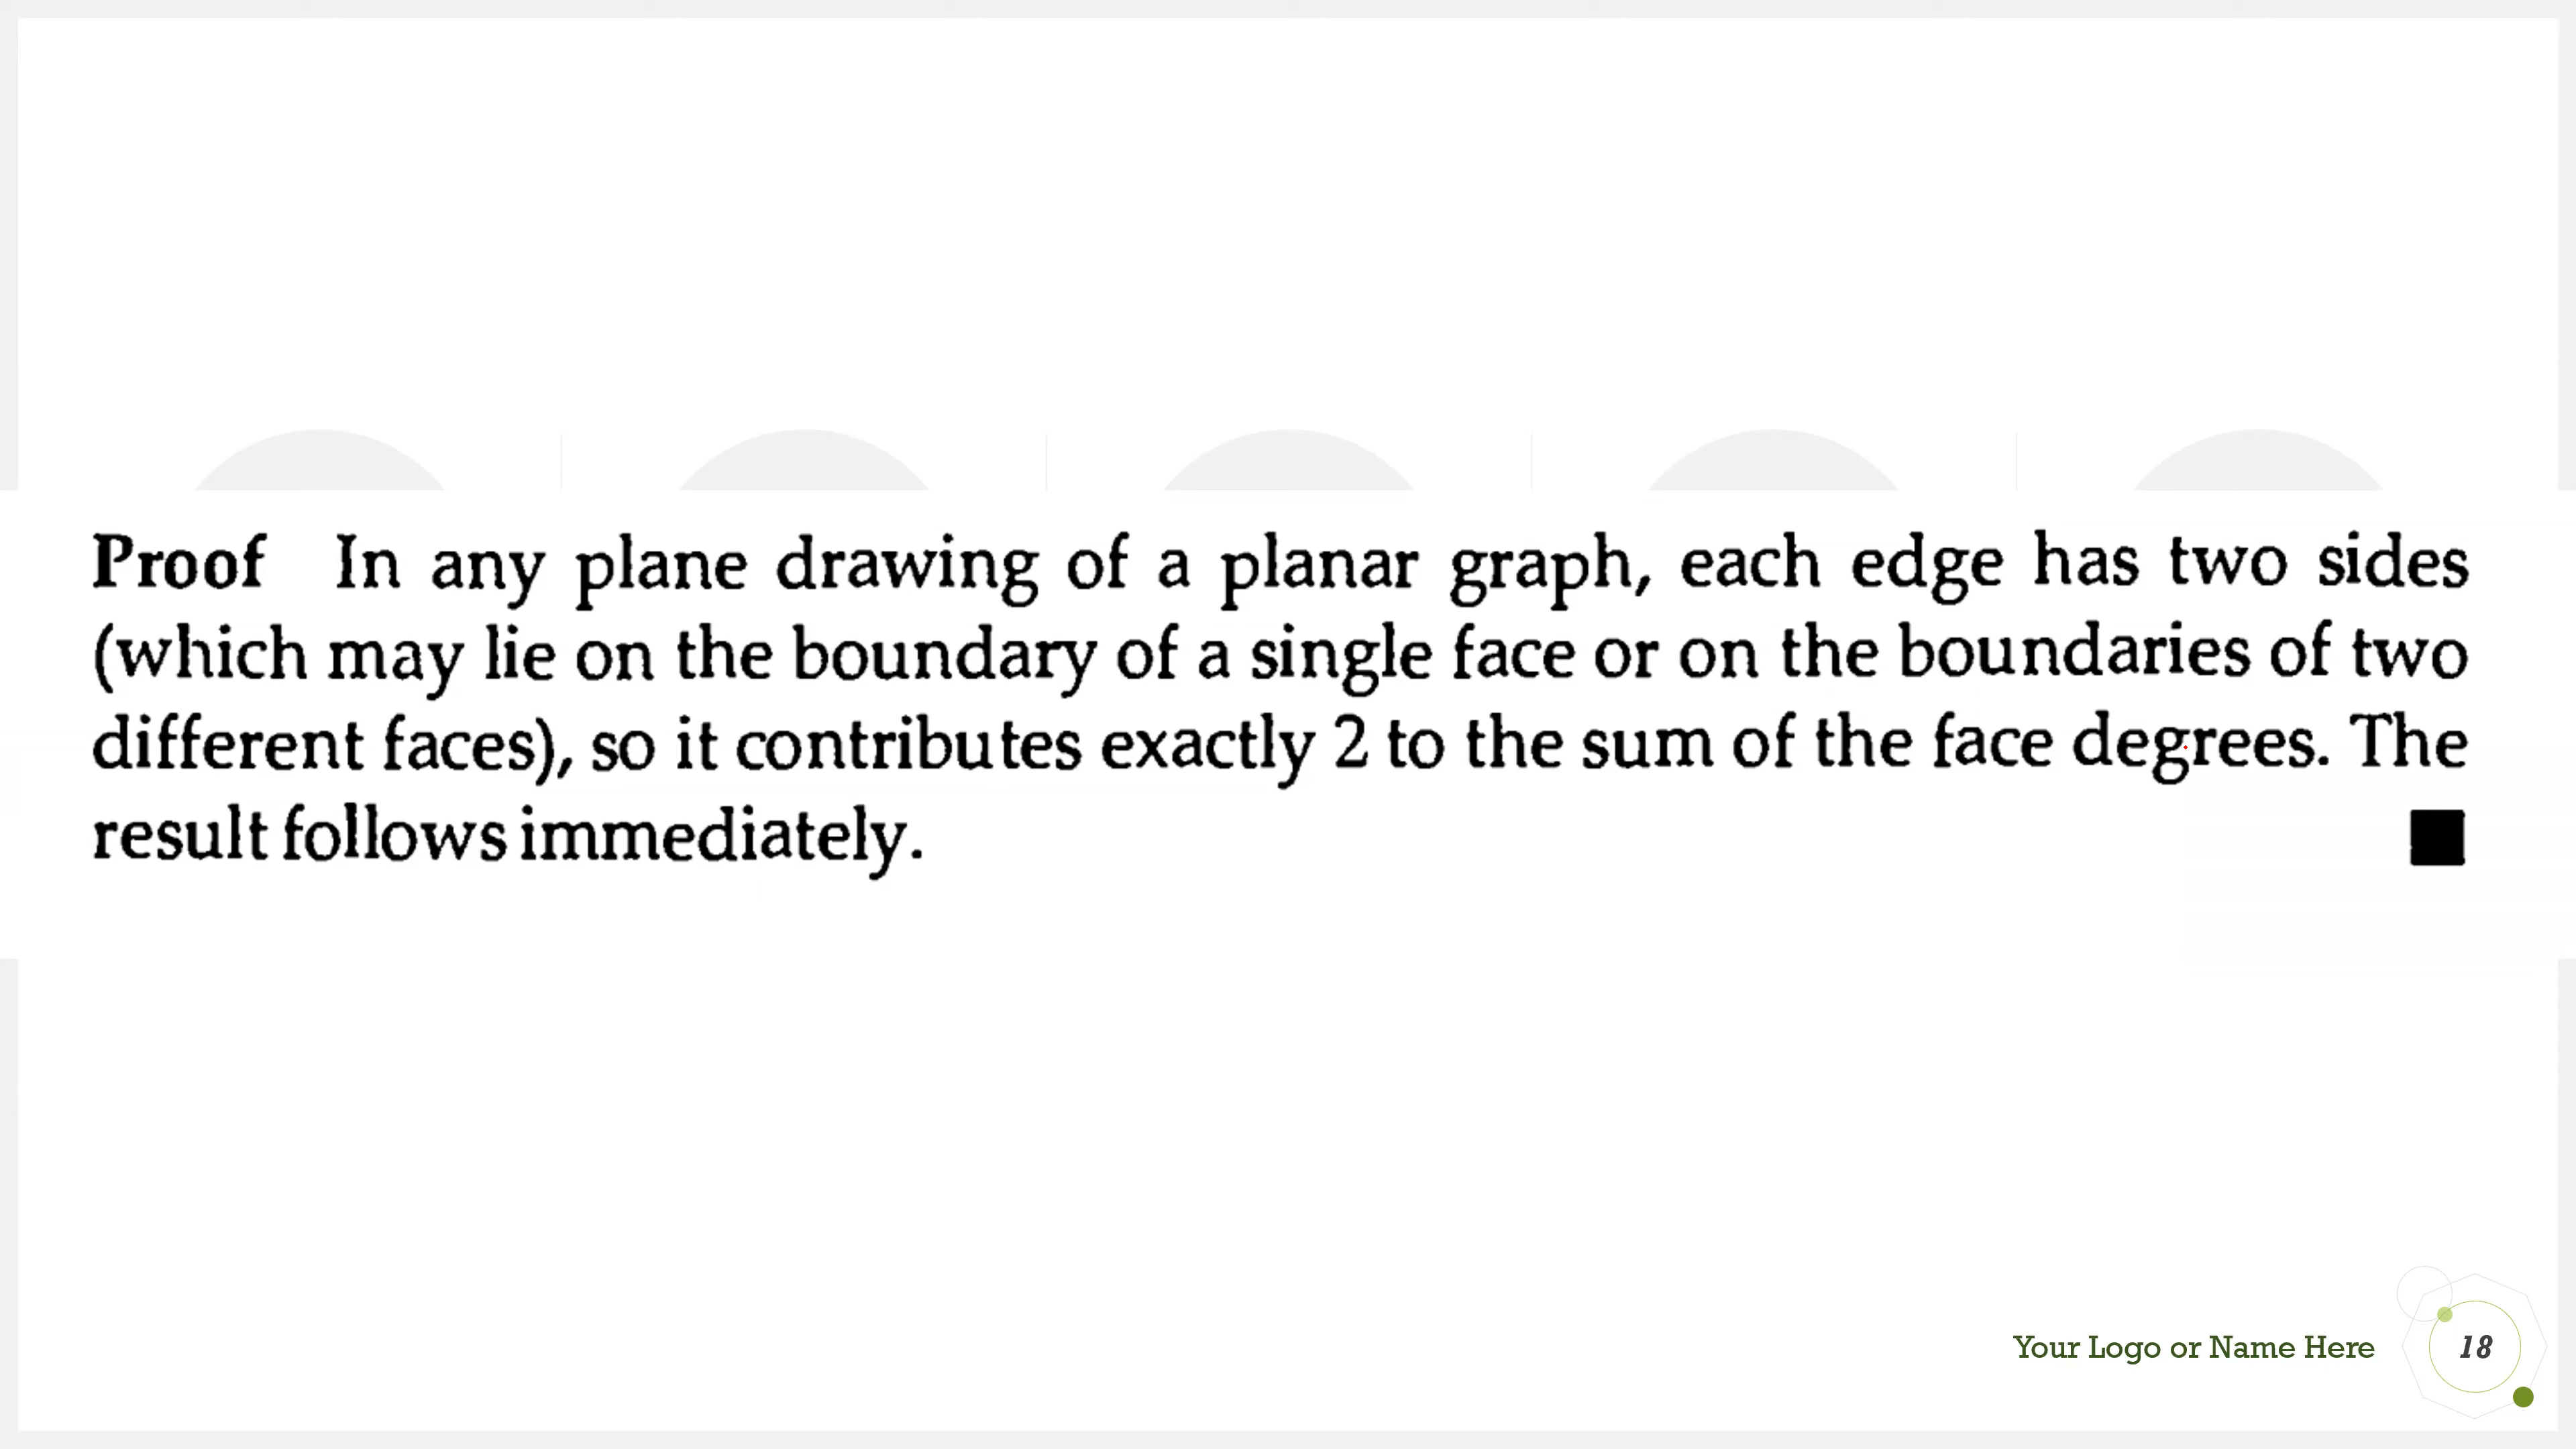 Proof In any plane drawing of a planar graph, each edge has two sides
(which may lie on the boundary of a single face or on the boundaries of two
different faces), so it contributes exactly 2 to the sum of the face degrees. The
result follows immediately.
Your Logo or Name Here
18